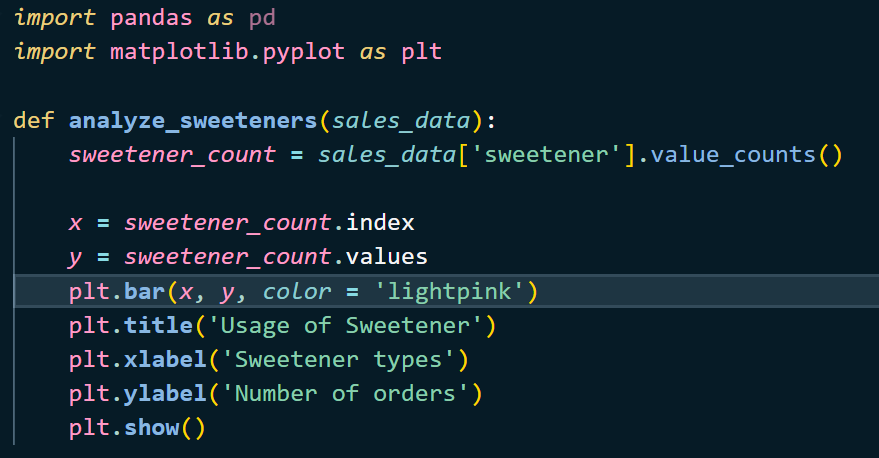 import pandas as pd
import matplotlib.pyplot as plt
def analyze_sweeteners(sales_data):
    sweetener_count = sales_data['sweetener'].value_counts()
    x = sweetener_count.index
    y = sweetener_count.values
    plt.bar(x, y, color = 'lightpink')
    plt.title('Usage of Sweetener')
    plt.xlabel('Sweetener types')
    plt.ylabel('Number of orders')
    plt.show()